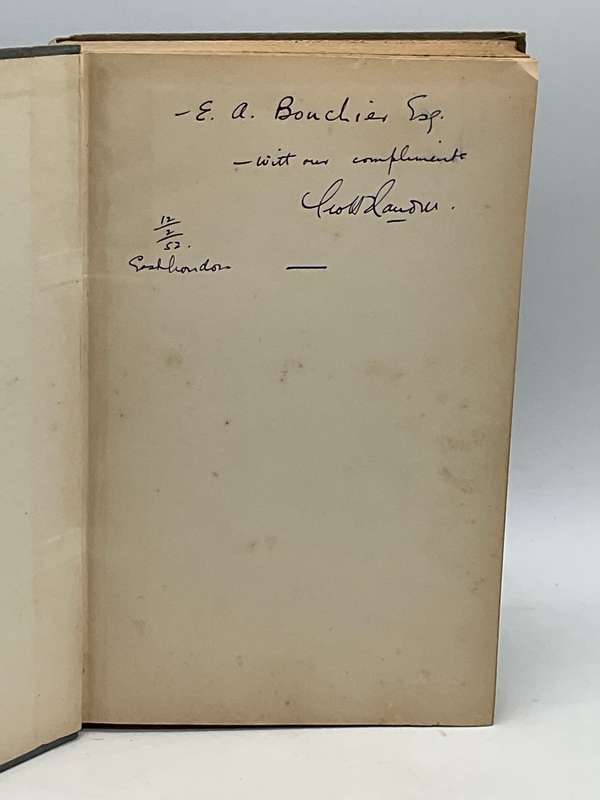 - E. A. Bouchier Esq.
- with our compliments
12
2
52.
East London